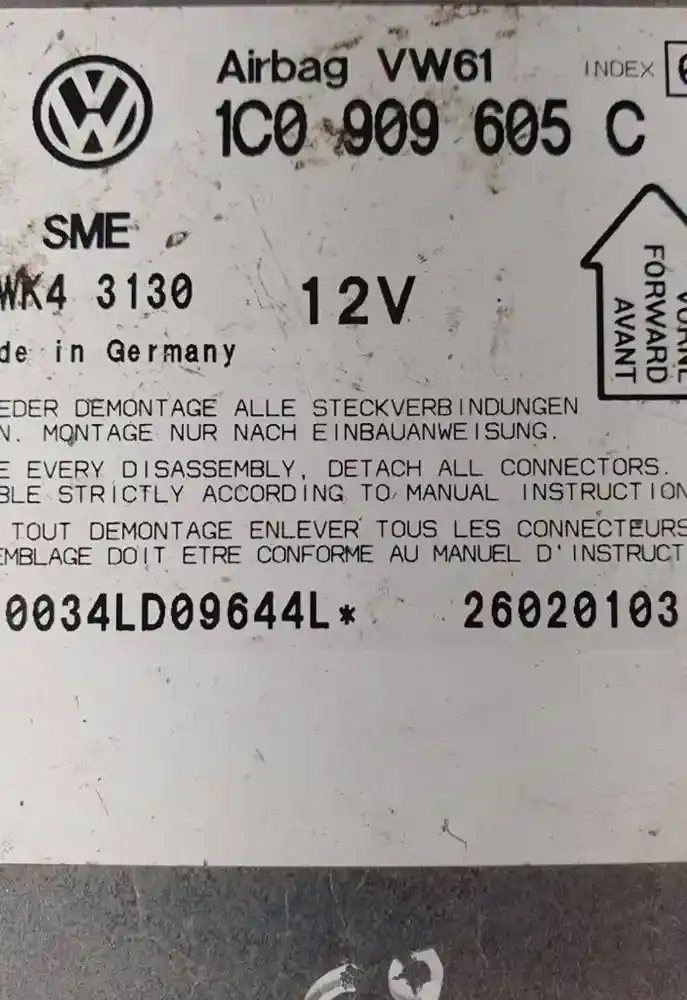 Airbag VW61 INDEX
1C0 909 605 C
SME
WK4 3130 12V
de in Germany
FORWARD
AVANT
EDER DEMONTAGE ALLE STECKVERBINDUNGEN
N. MONTAGE NUR NACH EINBAUANWEISUNG.
E EVERY DISASSEMBLY, DETACH ALL CONNECTORS.
BLE STRICTLY ACCORDING TO MANUAL INSTRUCTION
TOUT DEMONTAGE ENLEVER TOUS LES CONNECTEURS
EMBLAGE DOIT ETRE CONFORME AU MANUEL D'INSTRUCT
0034LD09644L* 26020103